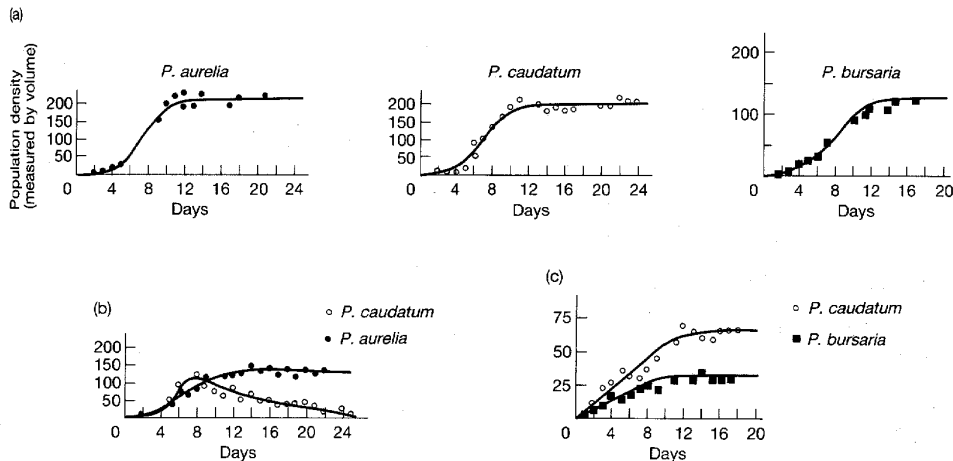 (a)
Population density
(measured by volume)
P. aurelia
200
150
100
50
0 4 8 12 16 20 24
Days
P. caudatum
200
150
100
50
0 4 8 12 16 20 24
Days
P. bursaria
200
100
0 4 8 12 16 20
Days
(b)
P. caudatum
P. aurelia
200
150
100
50
0 4 8 12 16 20 24
Days
(c)
P. caudatum
P. bursaria
75
50
25
0 4 8 12 16 20
Days